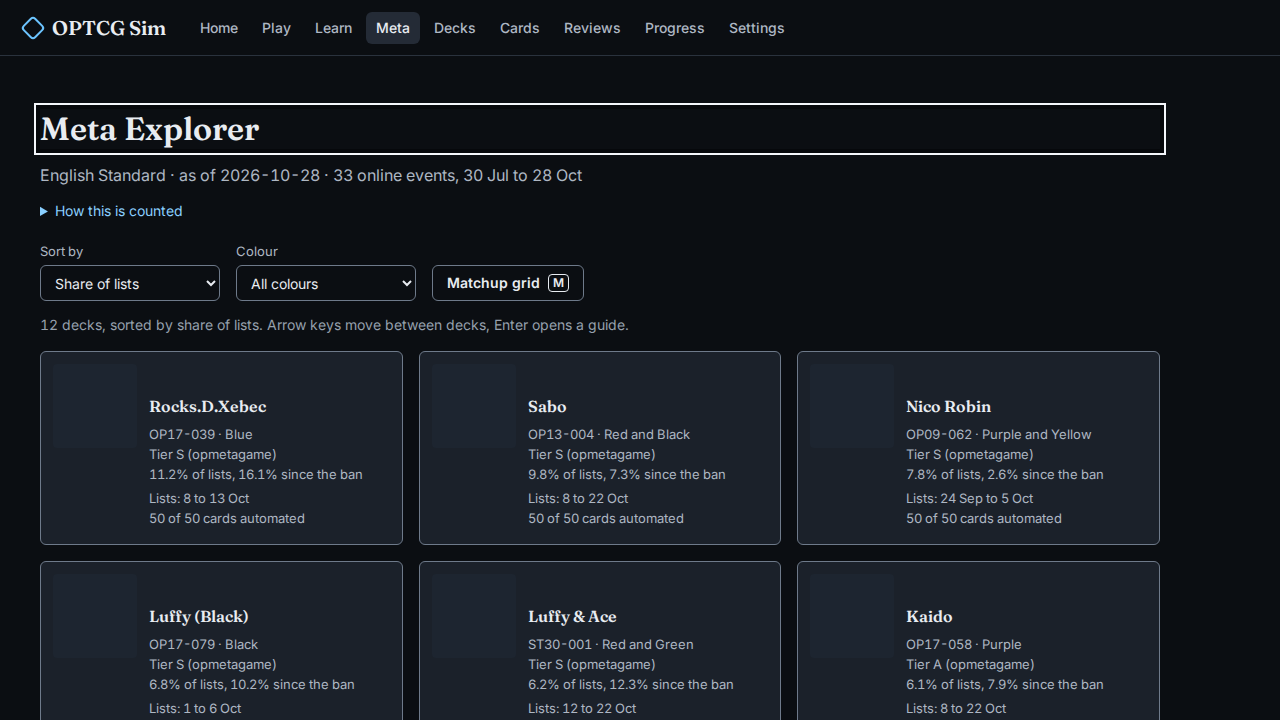 OPTCG Sim Home Play Learn Meta Decks Cards Reviews Progress Settings
Meta Explorer
English Standard · as of 2026-10-28 · 33 online events, 30 Jul to 28 Oct
How this is counted
Sort by Colour
Share of lists All colours Matchup grid M
12 decks, sorted by share of lists. Arrow keys move between decks, Enter opens a guide.
Rocks.D.Xebec
OP17-039 · Blue
Tier S (opmetagame)
11.2% of lists, 16.1% since the ban
Lists: 8 to 13 Oct
50 of 50 cards automated
Sabo
OP13-004 · Red and Black
Tier S (opmetagame)
9.8% of lists, 7.3% since the ban
Lists: 8 to 22 Oct
50 of 50 cards automated
Nico Robin
OP09-062 · Purple and Yellow
Tier S (opmetagame)
7.8% of lists, 2.6% since the ban
Lists: 24 Sep to 5 Oct
50 of 50 cards automated
Luffy (Black)
OP17-079 · Black
Tier S (opmetagame)
6.8% of lists, 10.2% since the ban
Lists: 1 to 6 Oct
Luffy & Ace
ST30-001 · Red and Green
Tier S (opmetagame)
6.2% of lists, 12.3% since the ban
Lists: 12 to 22 Oct
Kaido
OP17-058 · Purple
Tier A (opmetagame)
6.1% of lists, 7.9% since the ban
Lists: 8 to 22 Oct